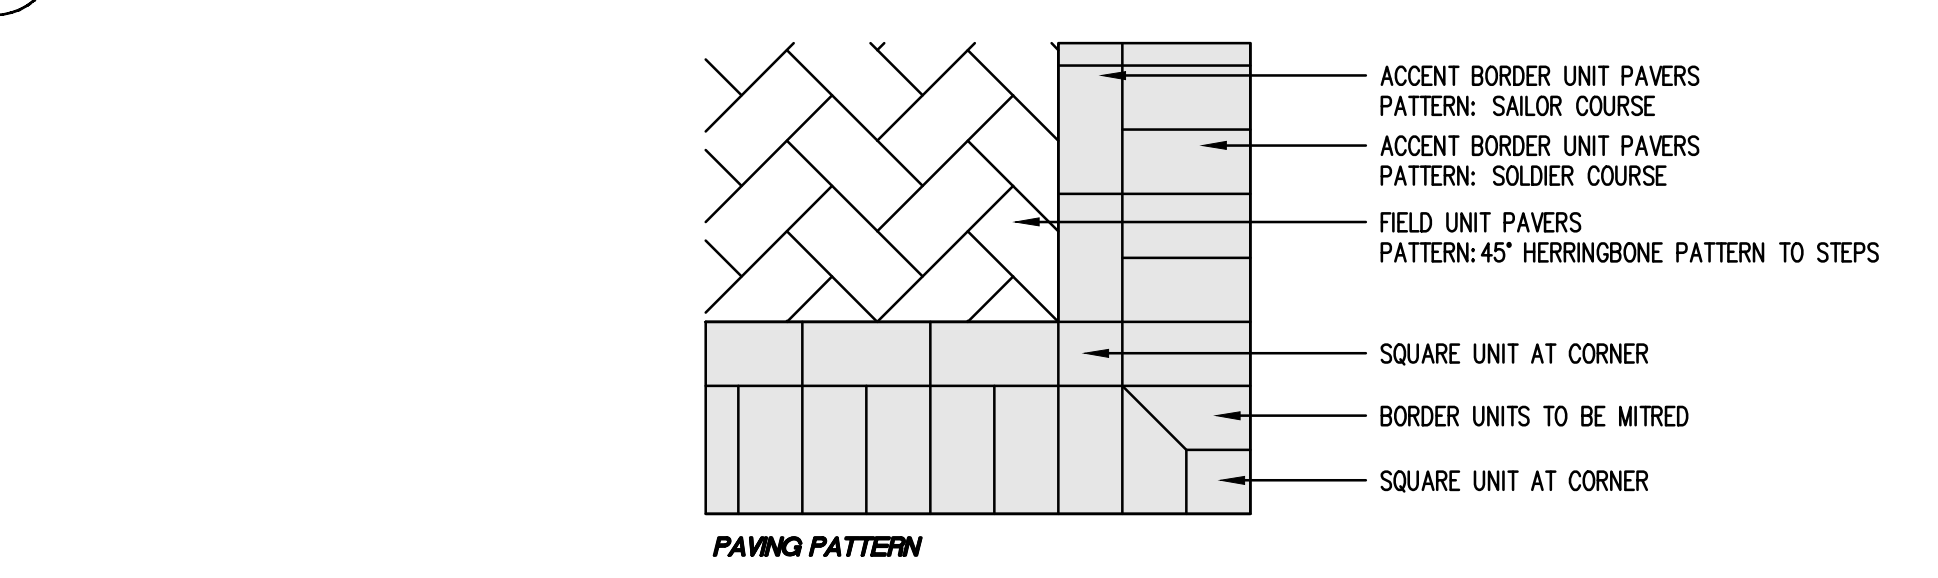 ACCENT BORDER UNIT PAVERS
PATTERN: SAILOR COURSE
ACCENT BORDER UNIT PAVERS
PATTERN: SOLDIER COURSE
FIELD UNIT PAVERS
PATTERN: 45° HERRINGBONE PATTERN TO STEPS
SQUARE UNIT AT CORNER
BORDER UNITS TO BE MITRED
SQUARE UNIT AT CORNER
PAVING PATTERN